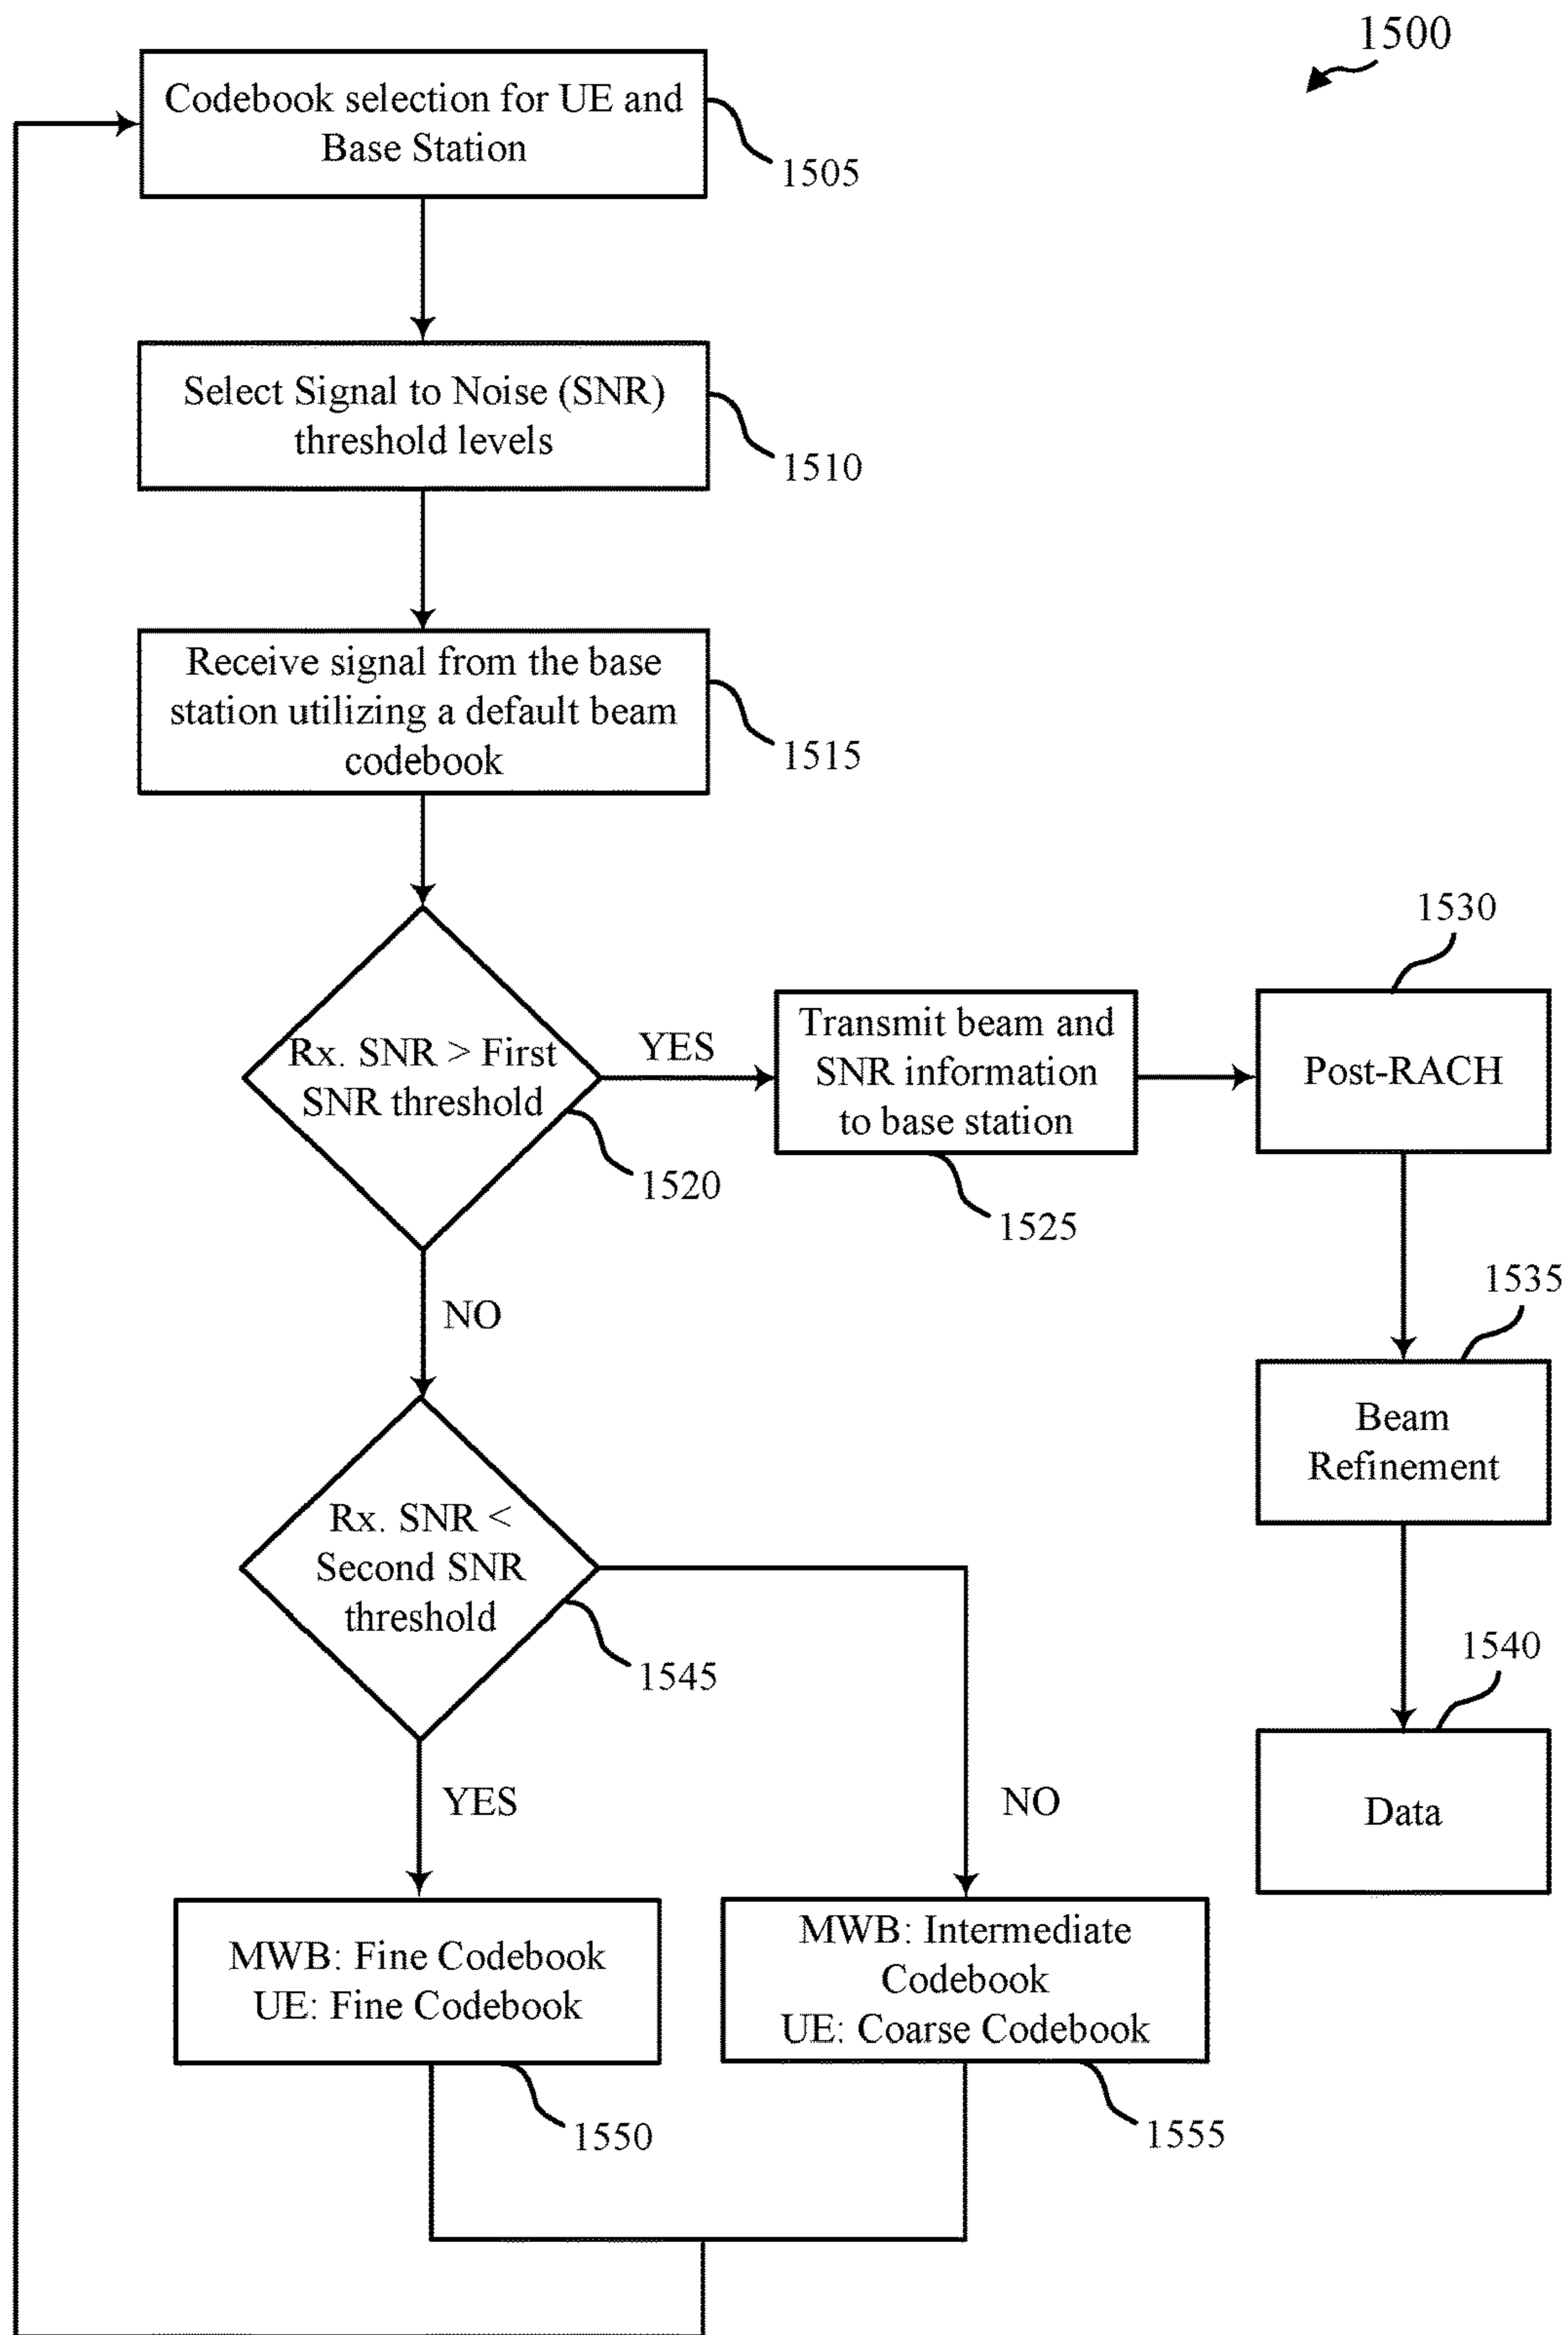 1500
Codebook selection for UE and
Base Station
1505
Select Signal to Noise (SNR)
threshold levels
1510
Receive signal from the base
station utilizing a default beam
codebook
1515
Rx. SNR > First
SNR threshold
1520
YES
Transmit beam and
SNR information
to base station
1525
1530
Post-RACH
1535
Beam
Refinement
1540
Data
NO
Rx. SNR <
Second SNR
threshold
1545
YES
NO
MWB: Fine Codebook
UE: Fine Codebook
1550
MWB: Intermediate
Codebook
UE: Coarse Codebook
1555